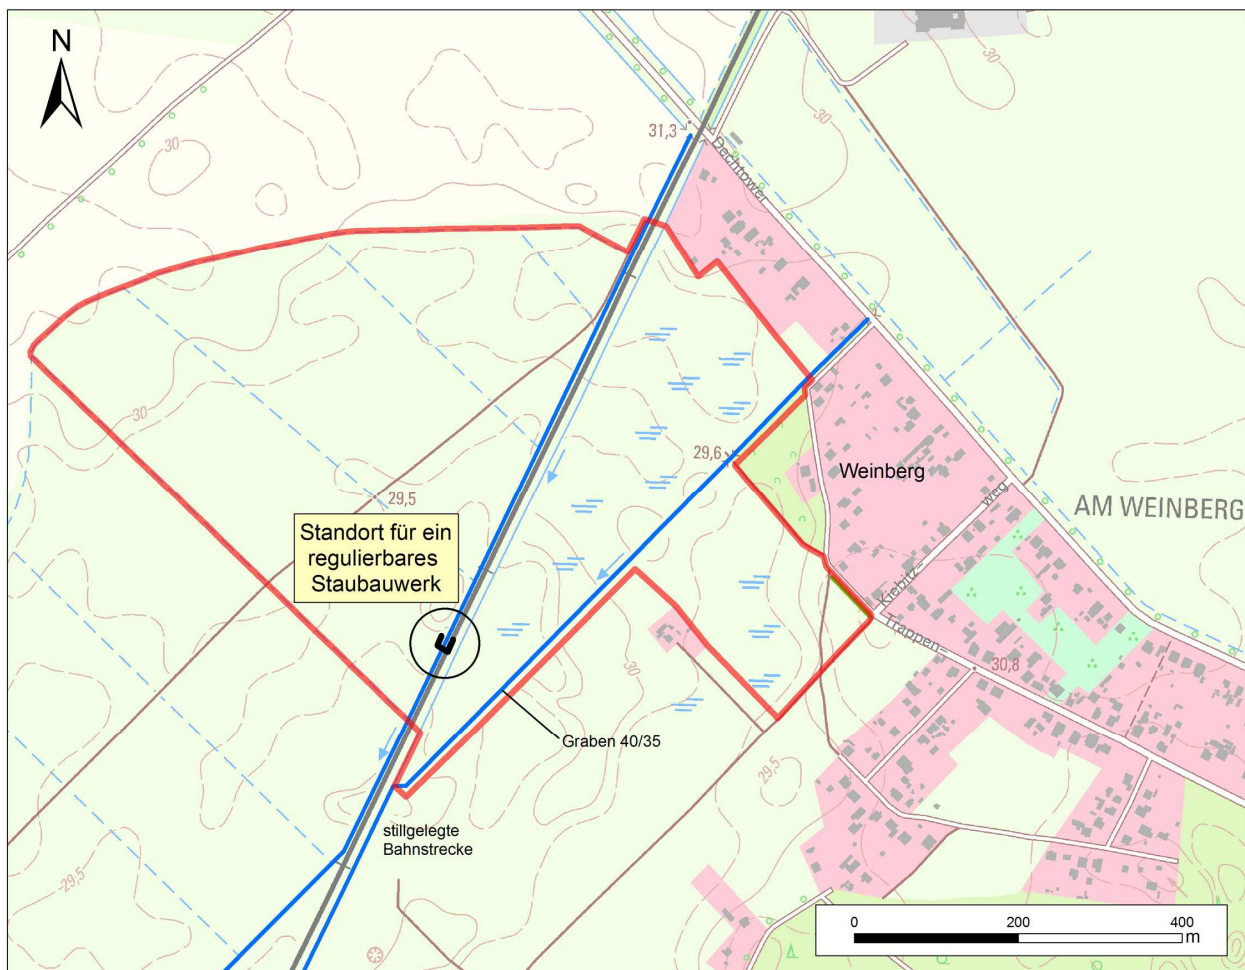 N
30
31,3
30
30
Dechtower
30
29,6
Weinberg
29,5
AM WEINBERG
weg
Kiebitz-
Trappen-
Standort für ein
regulierbares
Staubauwerk
30
30,8
Graben 40/35
29,5
stillgelegte
Bahnstrecke
29,5
0 200 400
m